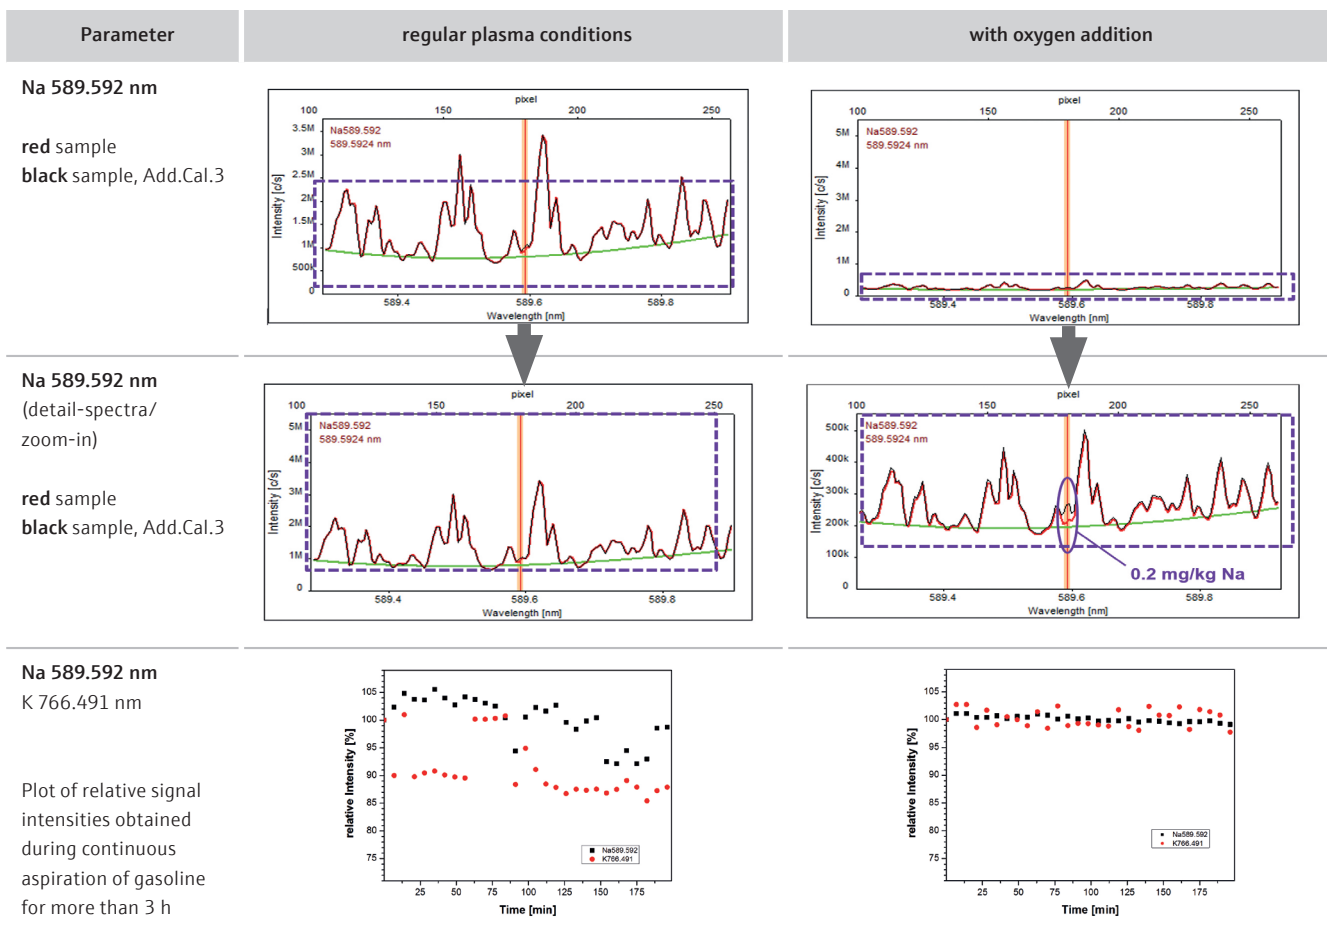 Parameter
regular plasma conditions
with oxygen addition
Na 589.592 nm
red sample
black sample, Add.Cal.3
pixel
100 150 200 250
Na589.592
589.5924 nm
Intensity [c/s]
3.5M
3M
2.5M
2M
1.5M
1M
500k
0
589.4 589.6 589.8
Wavelength [nm]
pixel
100 150 200 250
Na589.592
589.5924 nm
Intensity [c/s]
5M
4M
3M
2M
1M
0
589.4 589.6 589.8
Wavelength [nm]
Na 589.592 nm
(detail-spectra/
zoom-in)
red sample
black sample, Add.Cal.3
pixel
100 150 200 250
Na589.592
589.5924 nm
Intensity [c/s]
5M
4M
3M
2M
1M
0
589.4 589.6 589.8
Wavelength [nm]
pixel
100 150 200 250
Na589.592
589.5924 nm
Intensity [c/s]
500k
400k
300k
200k
100k
0
0.2 mg/kg Na
589.4 589.6 589.8
Wavelength [nm]
Na 589.592 nm
K 766.491 nm
Plot of relative signal
intensities obtained
during continuous
aspiration of gasoline
for more than 3 h
relative Intensity [%]
105
100
95
90
85
80
75
Na589.592
K766.491
25 50 75 100 125 150 175
Time [min]
relative Intensity [%]
105
100
95
90
85
80
75
Na589.592
K766.491
25 50 75 100 125 150 175
Time [min]